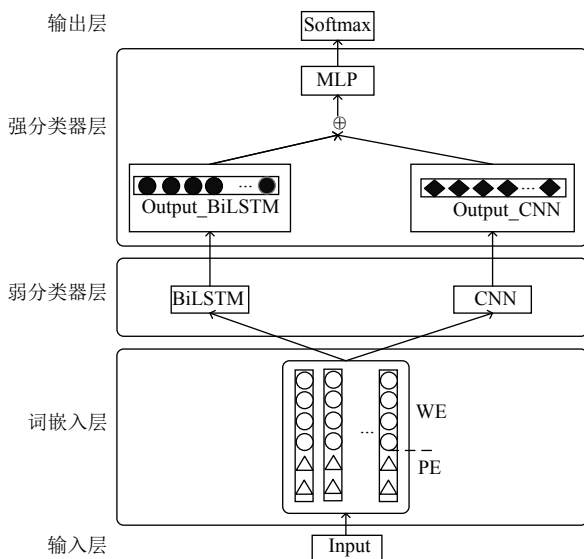 输出层
Softmax
MLP
强分类器层
⊕
...
...
Output_BiLSTM
Output_CNN
弱分类器层
BiLSTM
CNN
词嵌入层
WE
...
PE
输入层
Input